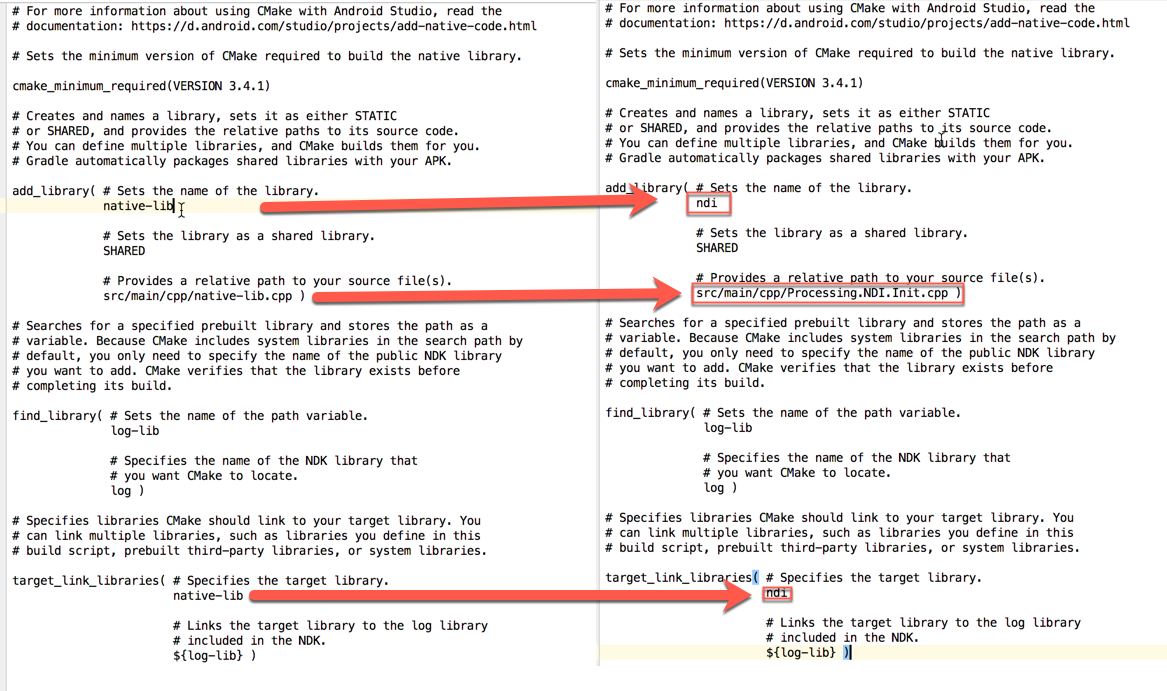 # For more information about using CMake with Android Studio, read the
# documentation: https://d.android.com/studio/projects/add-native-code.html
# Sets the minimum version of CMake required to build the native library.
cmake_minimum_required(VERSION 3.4.1)
# Creates and names a library, sets it as either STATIC
# or SHARED, and provides the relative paths to its source code.
# You can define multiple libraries, and CMake builds them for you.
# Gradle automatically packages shared libraries with your APK.
add_library( # Sets the name of the library.
native-lib
# Sets the library as a shared library.
SHARED
# Provides a relative path to your source file(s).
src/main/cpp/native-lib.cpp )
# Searches for a specified prebuilt library and stores the path as a
# variable. Because CMake includes system libraries in the search path by
# default, you only need to specify the name of the public NDK library
# you want to add. CMake verifies that the library exists before
# completing its build.
find_library( # Sets the name of the path variable.
log-lib
# Specifies the name of the NDK library that
# you want CMake to locate.
log )
# Specifies libraries CMake should link to your target library. You
# can link multiple libraries, such as libraries you define in this
# build script, prebuilt third-party libraries, or system libraries.
target_link_libraries( # Specifies the target library.
native-lib
# Links the target library to the log library
# included in the NDK.
${log-lib} )
# For more information about using CMake with Android Studio, read the
# documentation: https://d.android.com/studio/projects/add-native-code.html
# Sets the minimum version of CMake required to build the native library.
cmake_minimum_required(VERSION 3.4.1)
# Creates and names a library, sets it as either STATIC
# or SHARED, and provides the relative paths to its source code.
# You can define multiple libraries, and CMake builds them for you.
# Gradle automatically packages shared libraries with your APK.
add_library( # Sets the name of the library.
ndi
# Sets the library as a shared library.
SHARED
# Provides a relative path to your source file(s).
src/main/cpp/Processing.NDI.Init.cpp )
# Searches for a specified prebuilt library and stores the path as a
# variable. Because CMake includes system libraries in the search path by
# default, you only need to specify the name of the public NDK library
# you want to add. CMake verifies that the library exists before
# completing its build.
find_library( # Sets the name of the path variable.
log-lib
# Specifies the name of the NDK library that
# you want CMake to locate.
log )
# Specifies libraries CMake should link to your target library. You
# can link multiple libraries, such as libraries you define in this
# build script, prebuilt third-party libraries, or system libraries.
target_link_libraries( # Specifies the target library.
ndi
# Links the target library to the log library
# included in the NDK.
${log-lib} )